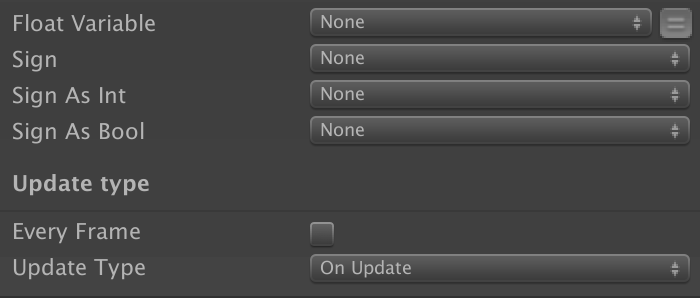 Float Variable None
Sign None
Sign As Int None
Sign As Bool None
Update type
Every Frame
Update Type On Update